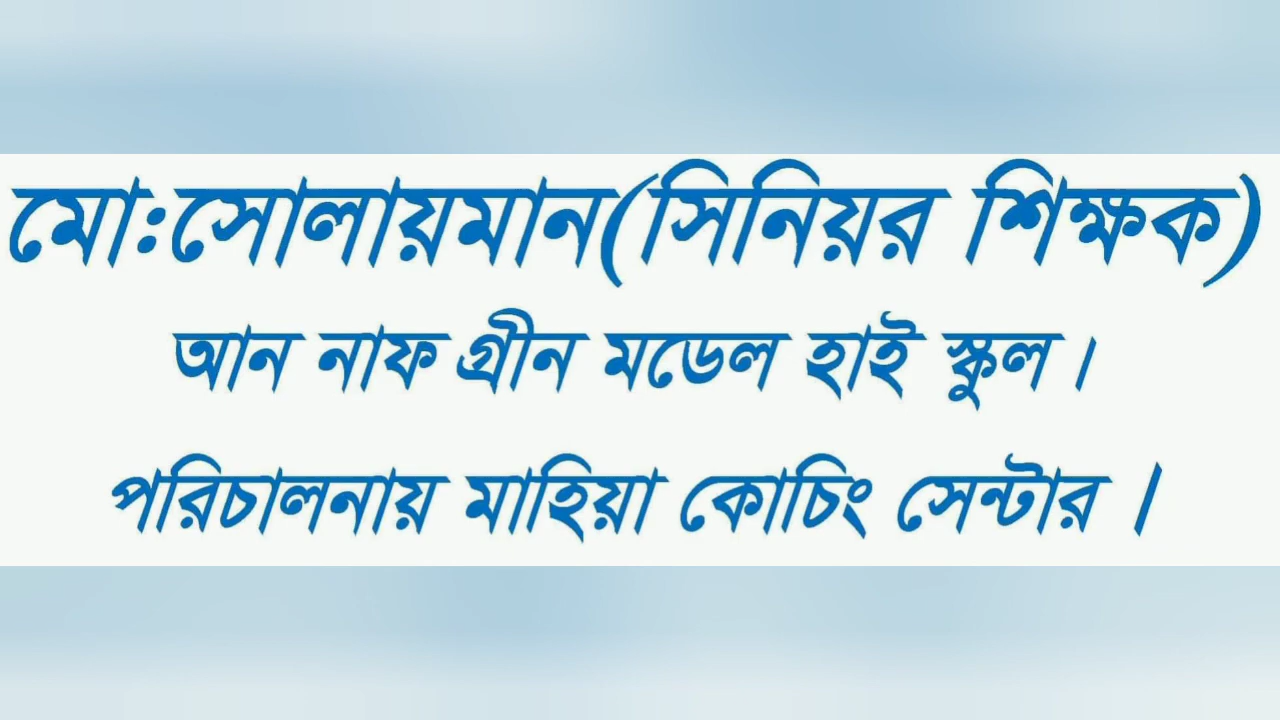 মো:সোলায়মান(সিনিয়র শিক্ষক)
আন নাফ গ্রীন মডেল হাই স্কুল।
পরিচালনায় মাহিয়া কোচিং সেন্টার |